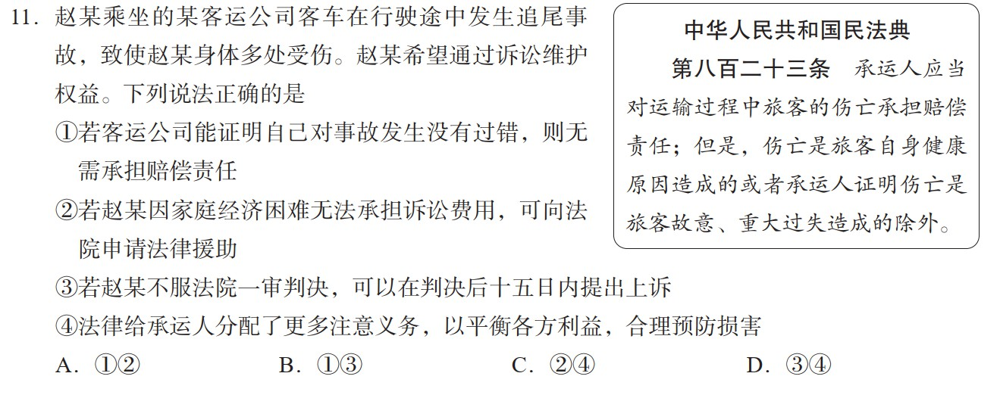 11. 赵某乘坐的某客运公司客车在行驶途中发生追尾事
故，致使赵某身体多处受伤。赵某希望通过诉讼维护
权益。下列说法正确的是
①若客运公司能证明自己对事故发生没有过错，则无
需承担赔偿责任
②若赵某因家庭经济困难无法承担诉讼费用，可向法
院申请法律援助
③若赵某不服法院一审判决，可以在判决后十五日内提出上诉
④法律给承运人分配了更多注意义务，以平衡各方利益，合理预防损害
A. ①② B. ①③ C. ②④ D. ③④
中华人民共和国民法典
第八百二十三条 承运人应当
对运输过程中旅客的伤亡承担赔偿
责任；但是，伤亡是旅客自身健康
原因造成的或者承运人证明伤亡是
旅客故意、重大过失造成的除外。